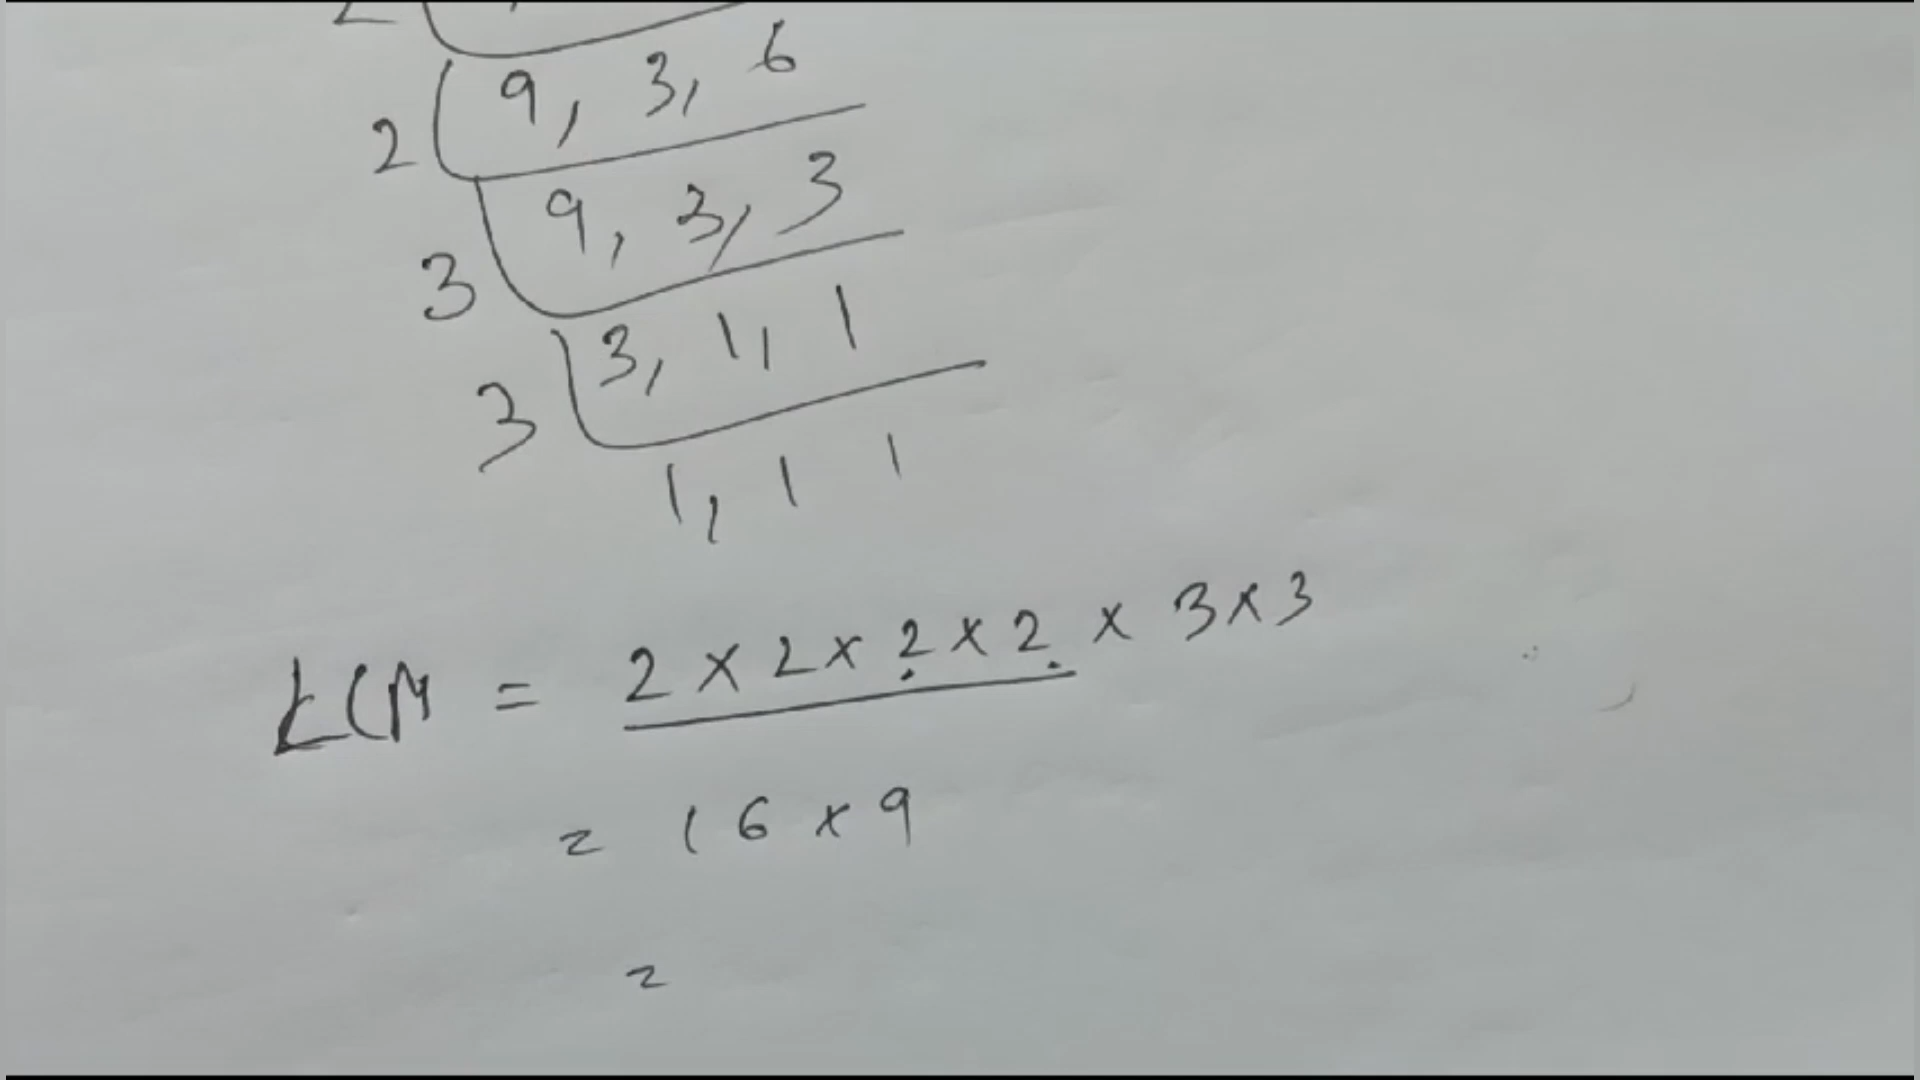 2
2 9, 3, 6
3 9, 3, 3
3 3, 1, 1
1, 1 1
LCM = 2 × 2 × 2 × 2 × 3 × 3
= 16 × 9
=